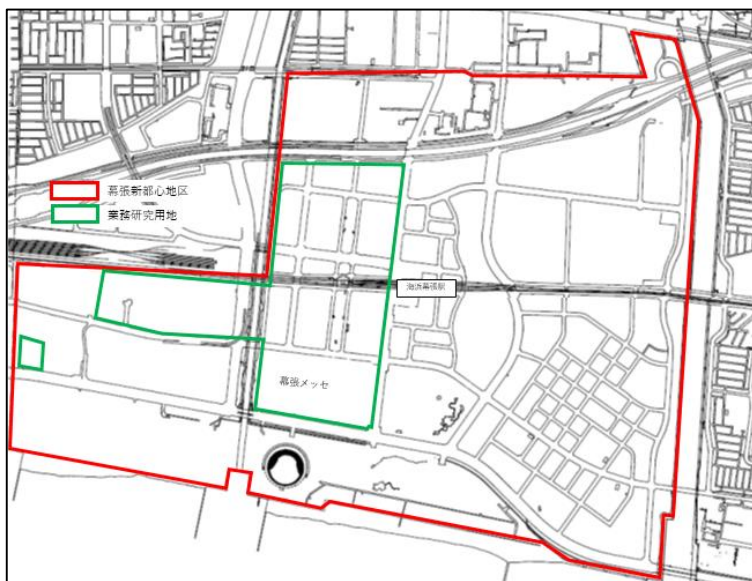 幕張新都心地区
業務研究用地
海浜幕張駅
幕張メッセ